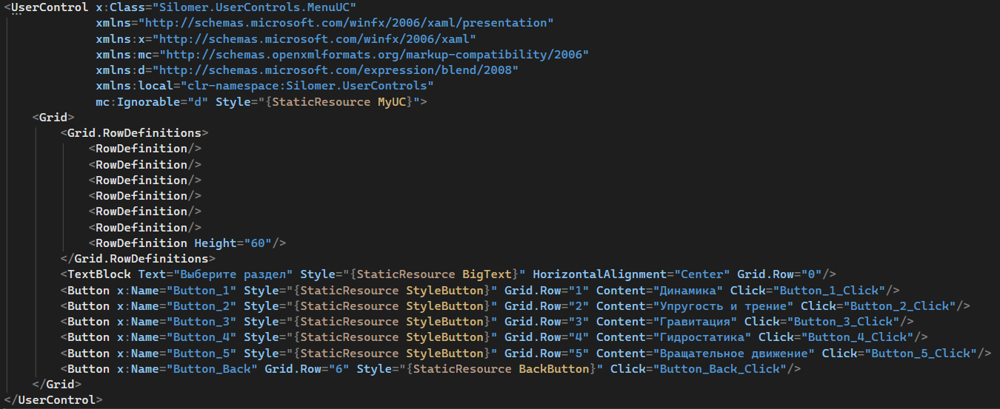 <UserControl x:Class="Silomer.UserControls.MenuUC"
xmlns="http://schemas.microsoft.com/winfx/2006/xaml/presentation"
xmlns:x="http://schemas.microsoft.com/winfx/2006/xaml"
xmlns:mc="http://schemas.openxmlformats.org/markup-compatibility/2006"
xmlns:d="http://schemas.microsoft.com/expression/blend/2008"
xmlns:local="clr-namespace:Silomer.UserControls"
mc:Ignorable="d" Style="{StaticResource MyUC}">
<Grid>
<Grid.RowDefinitions>
<RowDefinition/>
<RowDefinition/>
<RowDefinition/>
<RowDefinition/>
<RowDefinition/>
<RowDefinition/>
<RowDefinition Height="60"/>
</Grid.RowDefinitions>
<TextBlock Text="Выберите раздел" Style="{StaticResource BigText}" HorizontalAlignment="Center" Grid.Row="0"/>
<Button x:Name="Button_1" Style="{StaticResource StyleButton}" Grid.Row="1" Content="Динамика" Click="Button_1_Click"/>
<Button x:Name="Button_2" Style="{StaticResource StyleButton}" Grid.Row="2" Content="Упругость и трение" Click="Button_2_Click"/>
<Button x:Name="Button_3" Style="{StaticResource StyleButton}" Grid.Row="3" Content="Гравитация" Click="Button_3_Click"/>
<Button x:Name="Button_4" Style="{StaticResource StyleButton}" Grid.Row="4" Content="Гидростатика" Click="Button_4_Click"/>
<Button x:Name="Button_5" Style="{StaticResource StyleButton}" Grid.Row="5" Content="Вращательное движение" Click="Button_5_Click"/>
<Button x:Name="Button_Back" Grid.Row="6" Style="{StaticResource BackButton}" Click="Button_Back_Click"/>
</Grid>
</UserControl>